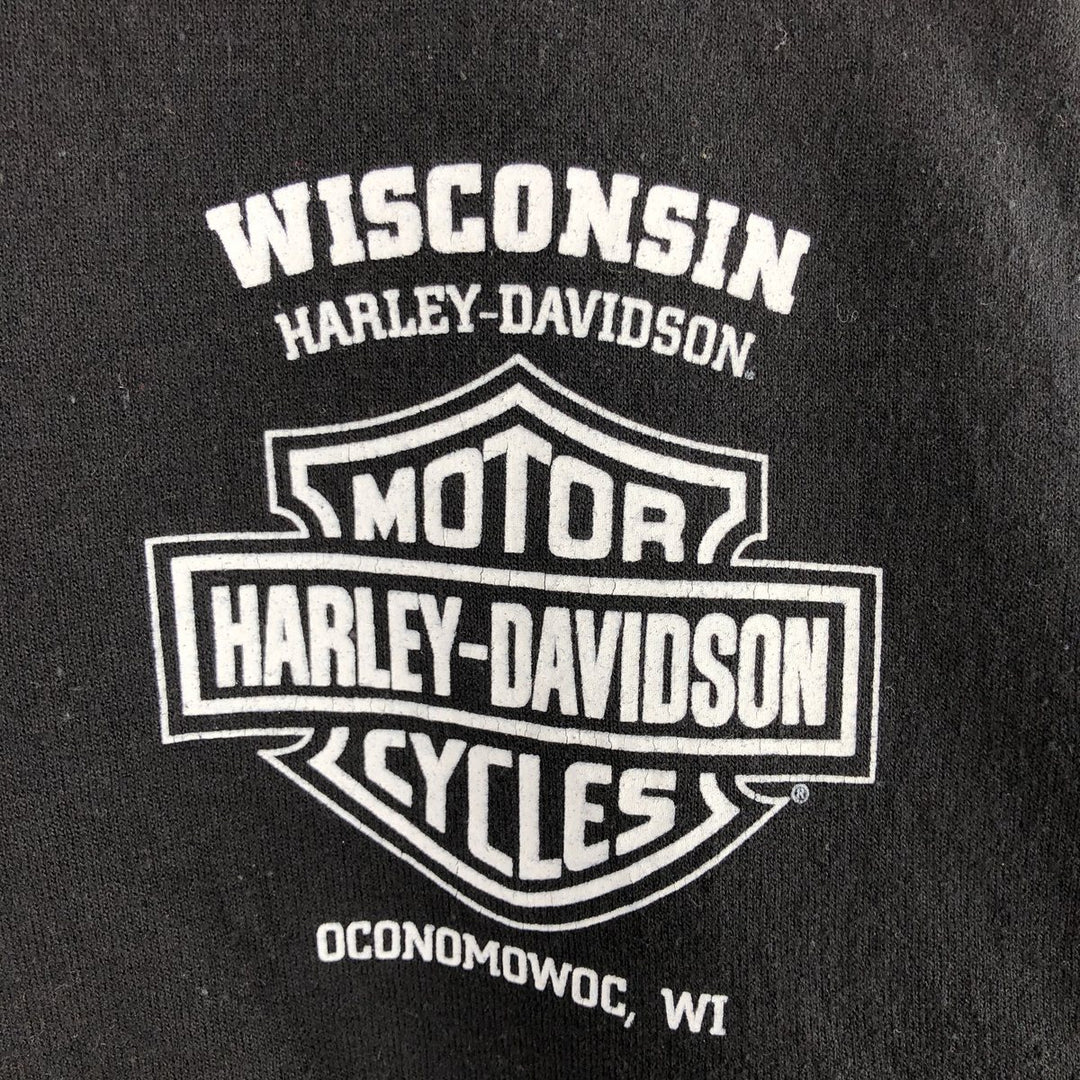 WISCONSIN
HARLEY-DAVIDSON.
MOTOR
HARLEY-DAVIDSON
CYCLES
®
OCONOMOWOC, WI